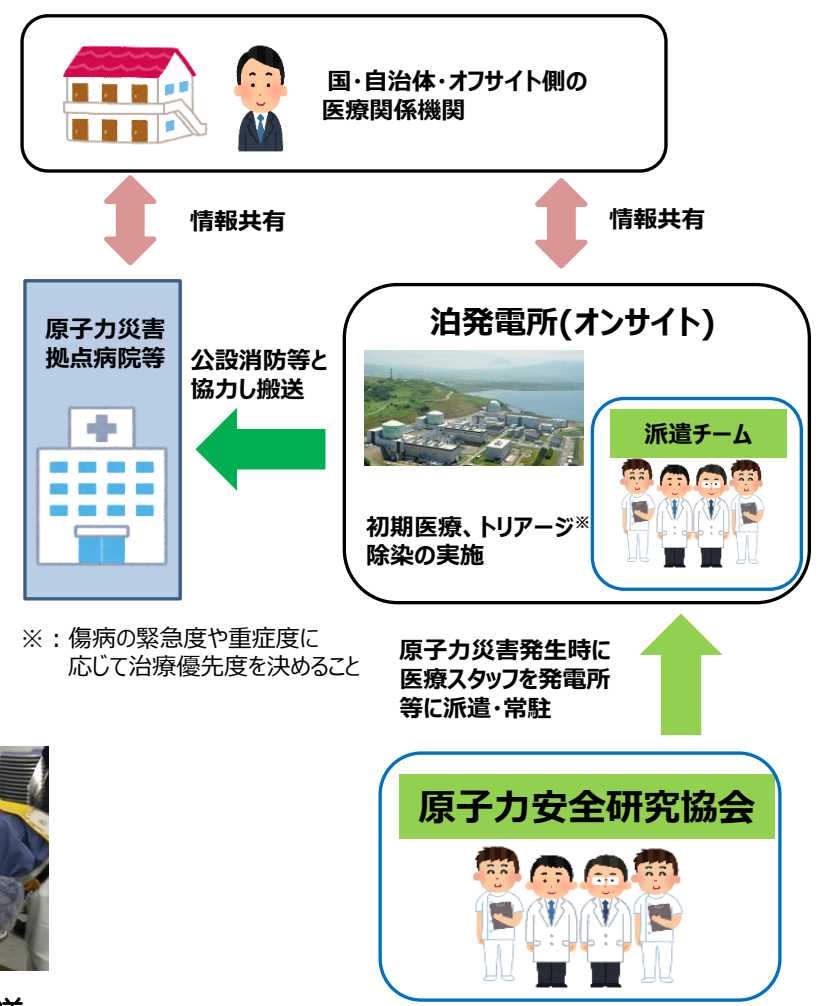 国・自治体・オフサイト側の
医療関係機関
情報共有
情報共有
原子力災害
拠点病院等
公設消防等と
協力し搬送
泊発電所(オンサイト)
派遣チーム
初期医療、トリアージ※
除染の実施
※：傷病の緊急度や重症度に
応じて治療優先度を決めること
原子力災害発生時に
医療スタッフを発電所
等に派遣・常駐
原子力安全研究協会